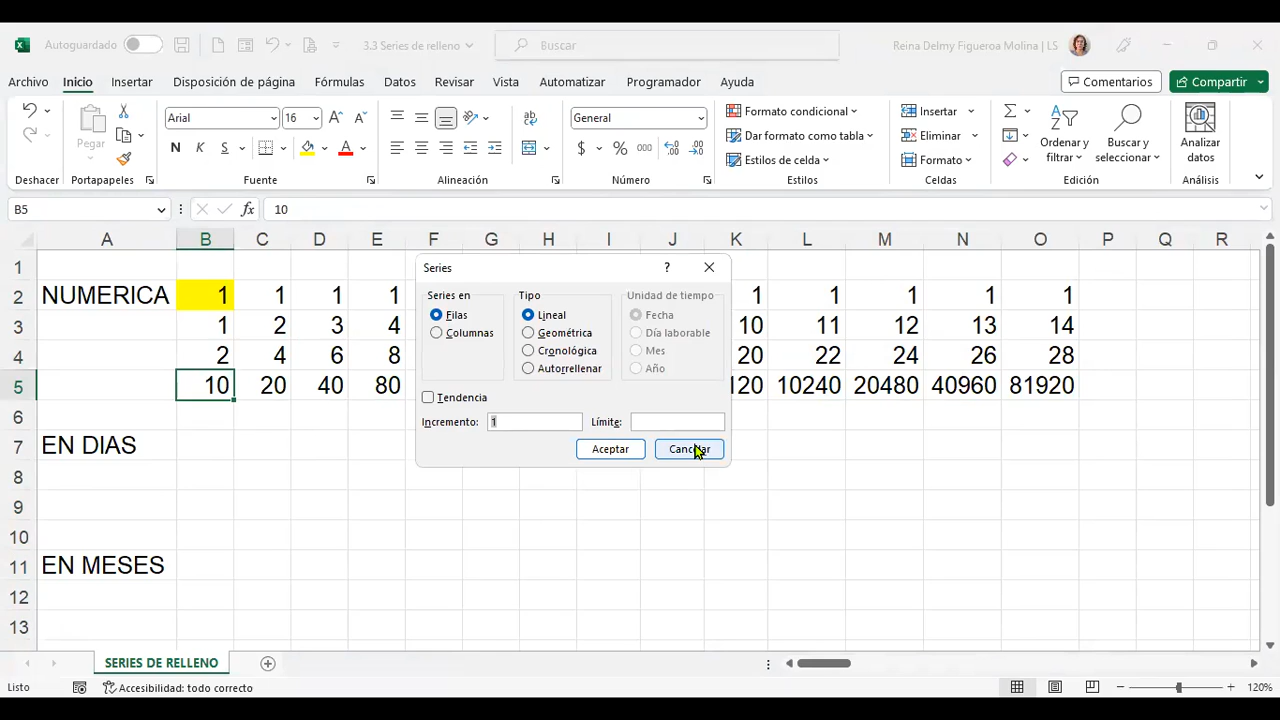 Autoguardado 3.3 Series de relleno Buscar Reina Delmy Figueroa Molina | LS
Archivo Inicio Insertar Disposición de página Fórmulas Datos Revisar Vista Automatizar Programador Ayuda Comentarios Compartir
Pegar Arial 16 General Formato condicional Insertar Ordenar y filtrar Buscar y seleccionar Analizar datos
Dar formato como tabla Eliminar
N K S A $ % 000 Estilos de celda Formato
Deshacer Portapapeles Fuente Alineación Número Estilos Celdas Edición Análisis
B5 fx 10
A B C D E F G H I J K L M N O P Q R
1
2 NUMERICA 1 1 1 1 1 1 1 1 1
3 1 2 3 4 10 11 12 13 14
4 2 4 6 8 20 22 24 26 28
5 10 20 40 80 120 10240 20480 40960 81920
6
7 EN DIAS
8
9
10
11 EN MESES
12
13
Series ?
Series en Tipo Unidad de tiempo
Filas Lineal Fecha
Columnas Geométrica Día laborable
Cronológica Mes
Autorrellenar Año
Tendencia
Incremento: 1 Límite:
Aceptar
SERIES DE RELLENO
Listo Accesibilidad: todo correcto 120%